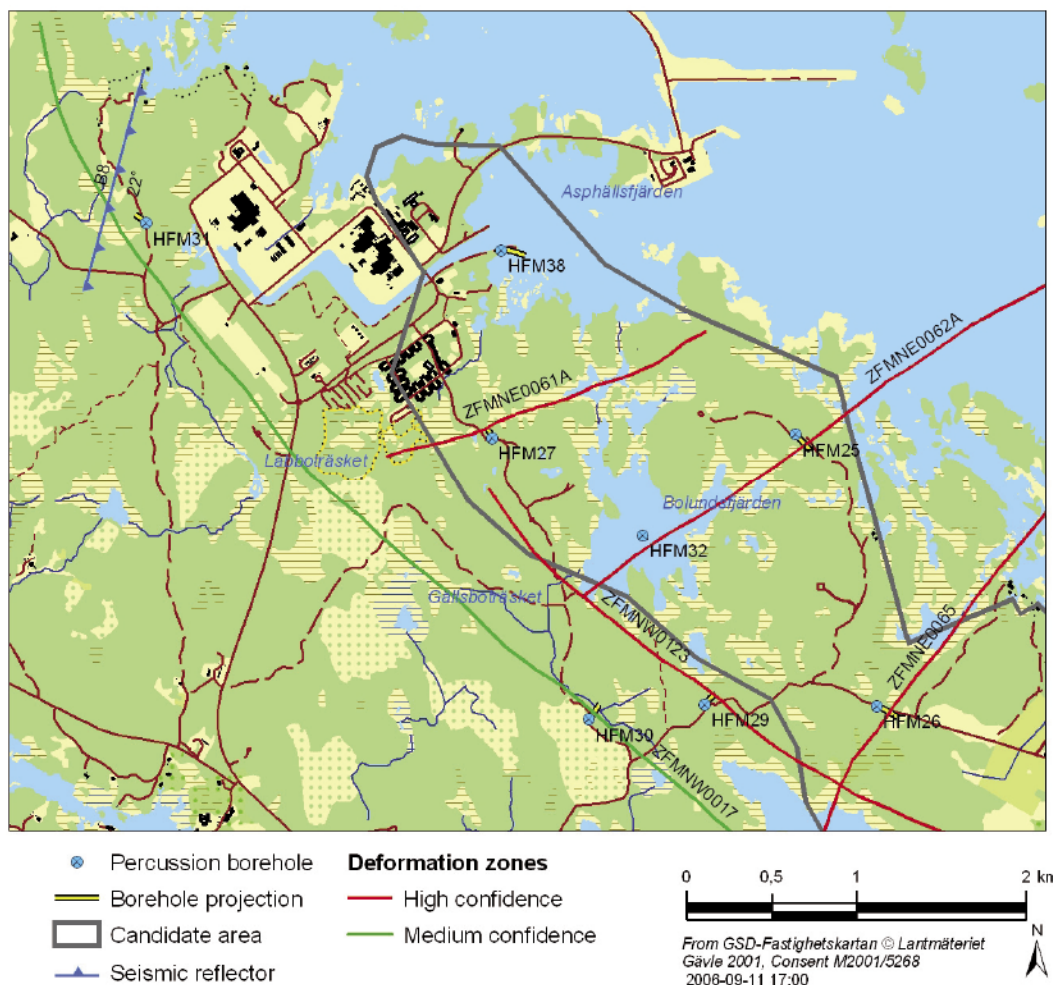 Asphällsfjärden
B8
22°
HFM31
HFM38
ZFMNE0062A
ZFMNE0061A
HFM27
HFM25
Labboträsket
Bolundsfjärden
HFM32
Gällsboträsket
ZFMNW0123
ZFMNE0065
HFM30
HFM29
HFM26
ZFMNW0017
Percussion borehole
Borehole projection
Candidate area
Seismic reflector
Deformation zones
High confidence
Medium confidence
0 0,5 1 2 km
From GSD-Fastighetskartan © Lantmäteriet
Gävle 2001, Consent M2001/5268
2006-09-11 17:00
N